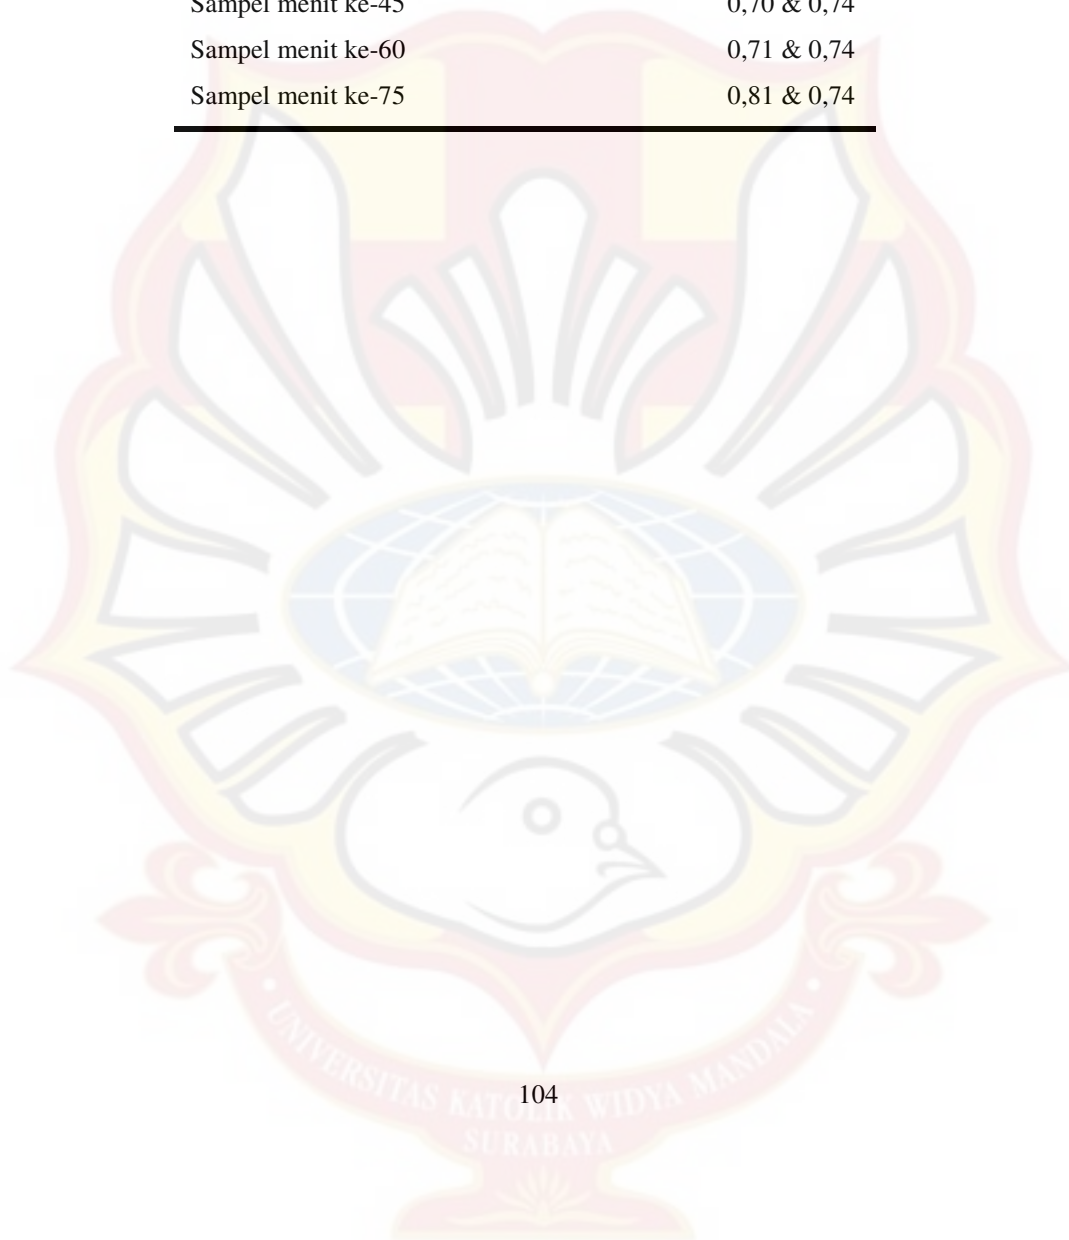 Sampel menit ke-45 0,70 & 0,74
Sampel menit ke-60 0,71 & 0,74
Sampel menit ke-75 0,81 & 0,74
104
UNIVERSITAS KATOLIK WIDYA MANDALA
SURABAYA